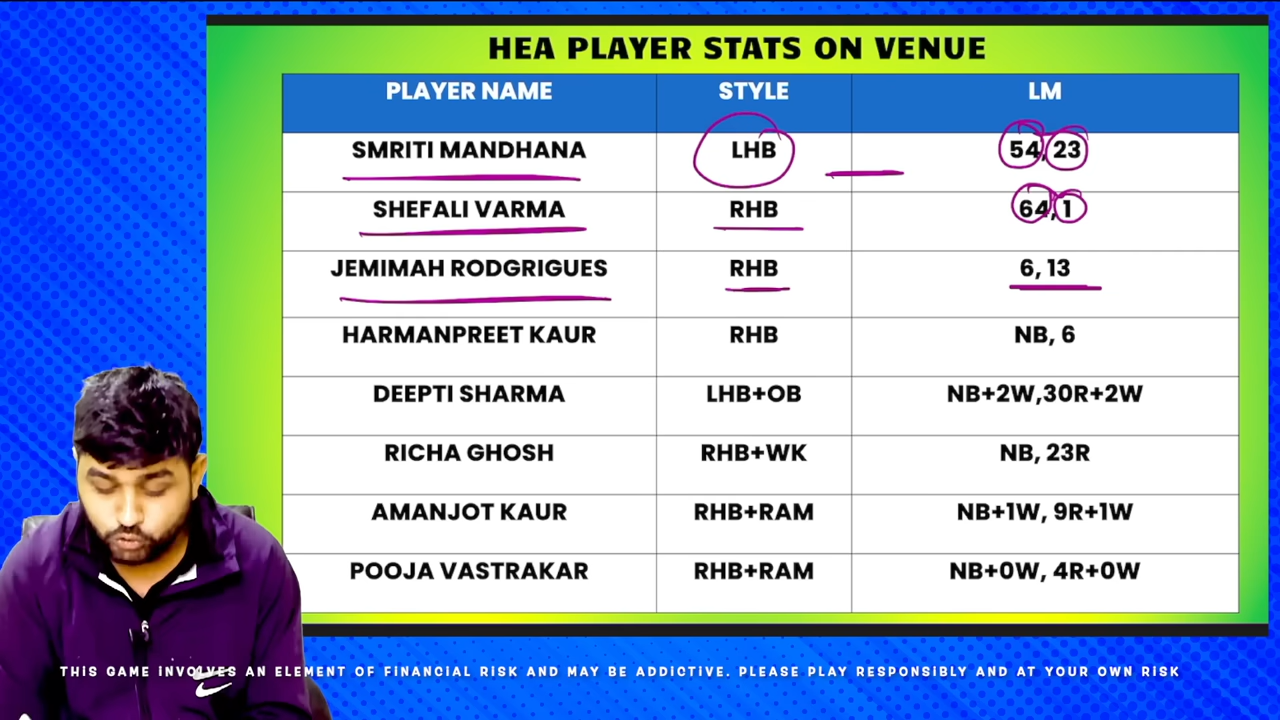 HEA PLAYER STATS ON VENUE
PLAYER NAME STYLE LM
SMRITI MANDHANA LHB 54, 23
SHEFALI VARMA RHB 64, 1
JEMIMAH RODGRIGUES RHB 6, 13
HARMANPREET KAUR RHB NB, 6
DEEPTI SHARMA LHB+OB NB+2W,30R+2W
RICHA GHOSH RHB+WK NB, 23R
AMANJOT KAUR RHB+RAM NB+1W, 9R+1W
POOJA VASTRAKAR RHB+RAM NB+0W, 4R+0W
THIS GAME INVOLVES AN ELEMENT OF FINANCIAL RISK AND MAY BE ADDICTIVE. PLEASE PLAY RESPONSIBLY AND AT YOUR OWN RISK